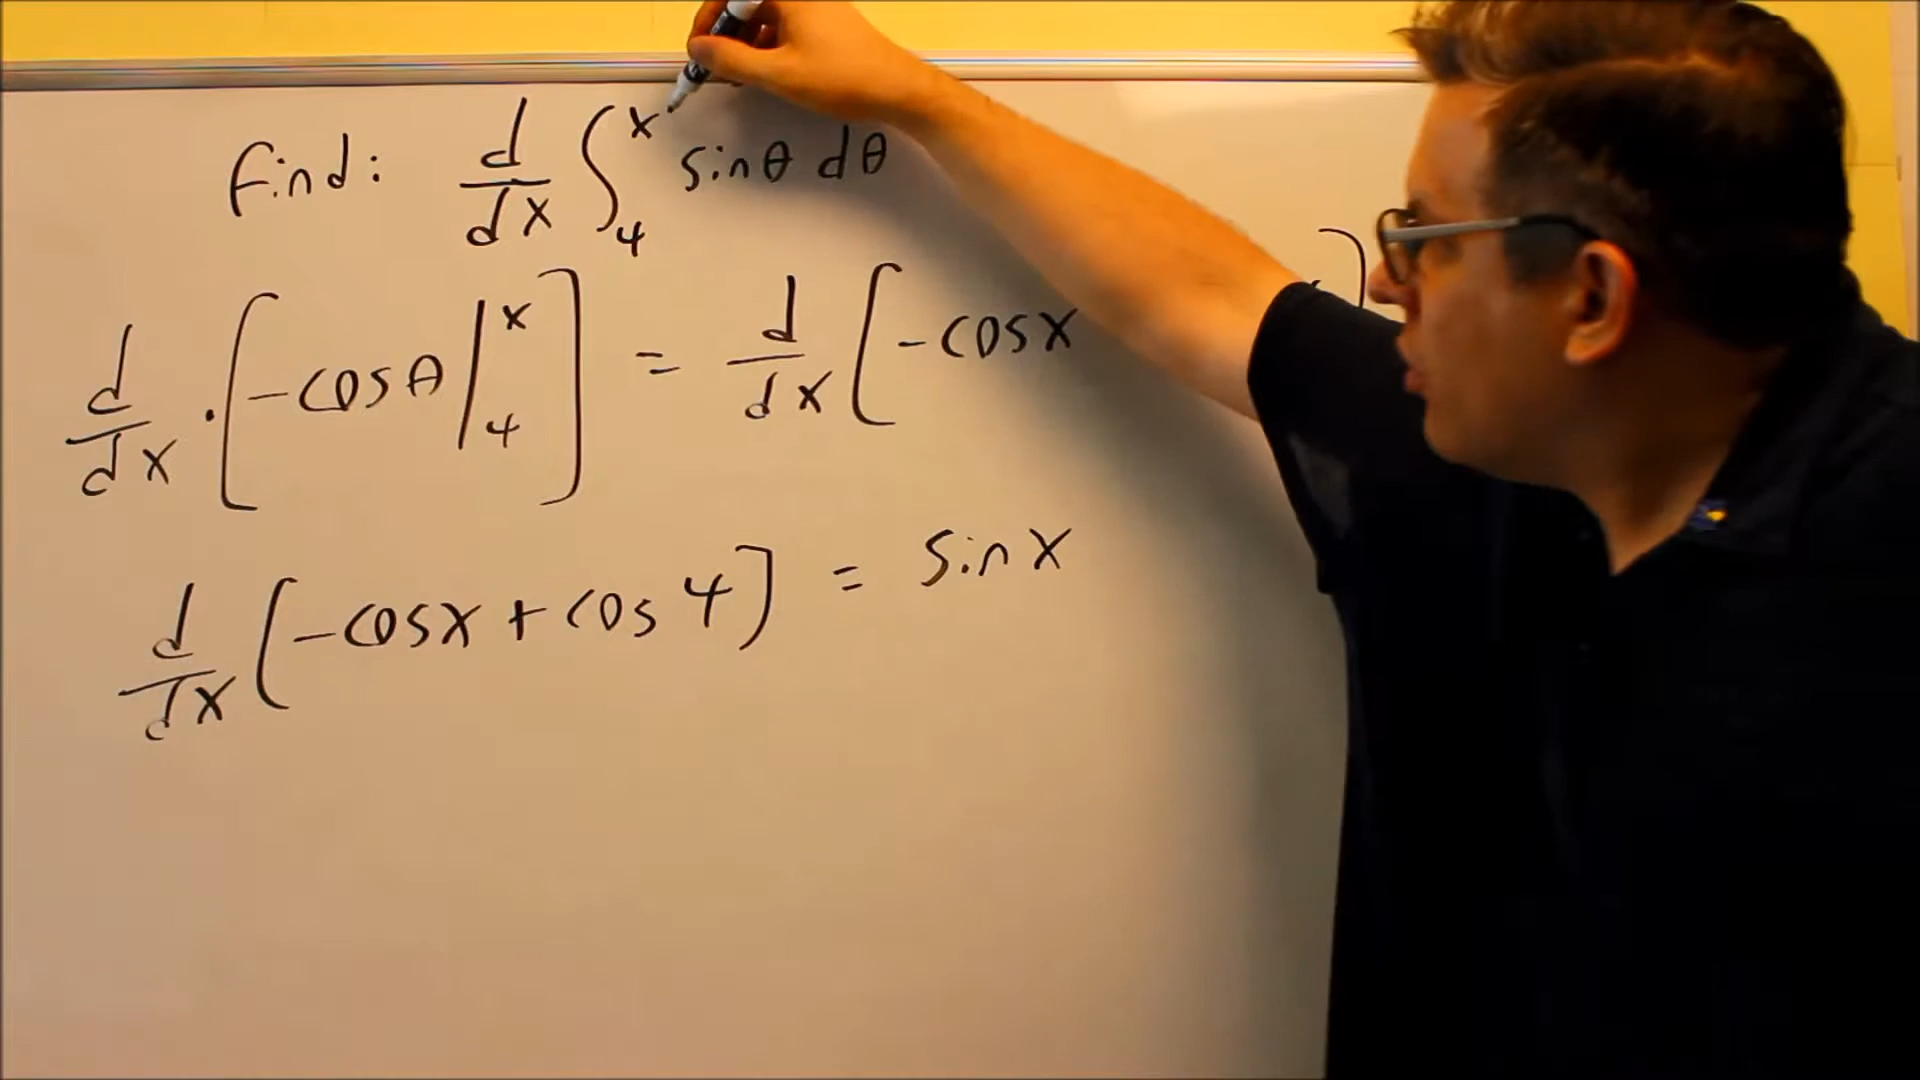 Find: d/dx ∫₄ˣ sinθ dθ
d/dx · [-cosθ |₄ˣ] = d/dx [-cosx ]
d/dx [-cosx + cos 4] = sin x